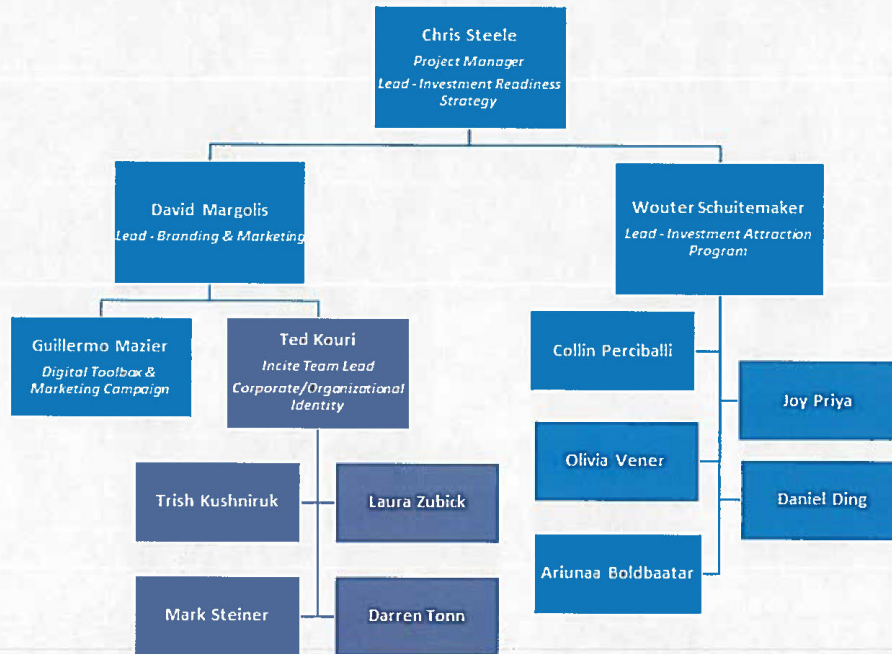 Chris Steele
Project Manager
Lead - Investment Readiness
Strategy
David Margolis
Lead - Branding & Marketing
Wouter Schuitemaker
Lead - Investment Attraction
Program
Guillermo Mazier
Digital Toolbox &
Marketing Campaign
Ted Kouri
Incite Team Lead
Corporate/Organizational
Identity
Collin Perciballi
Joy Priya
Olivia Vener
Daniel Ding
Ariunaa Boldbaatar
Trish Kushniruk
Laura Zubick
Mark Steiner
Darren Tonn